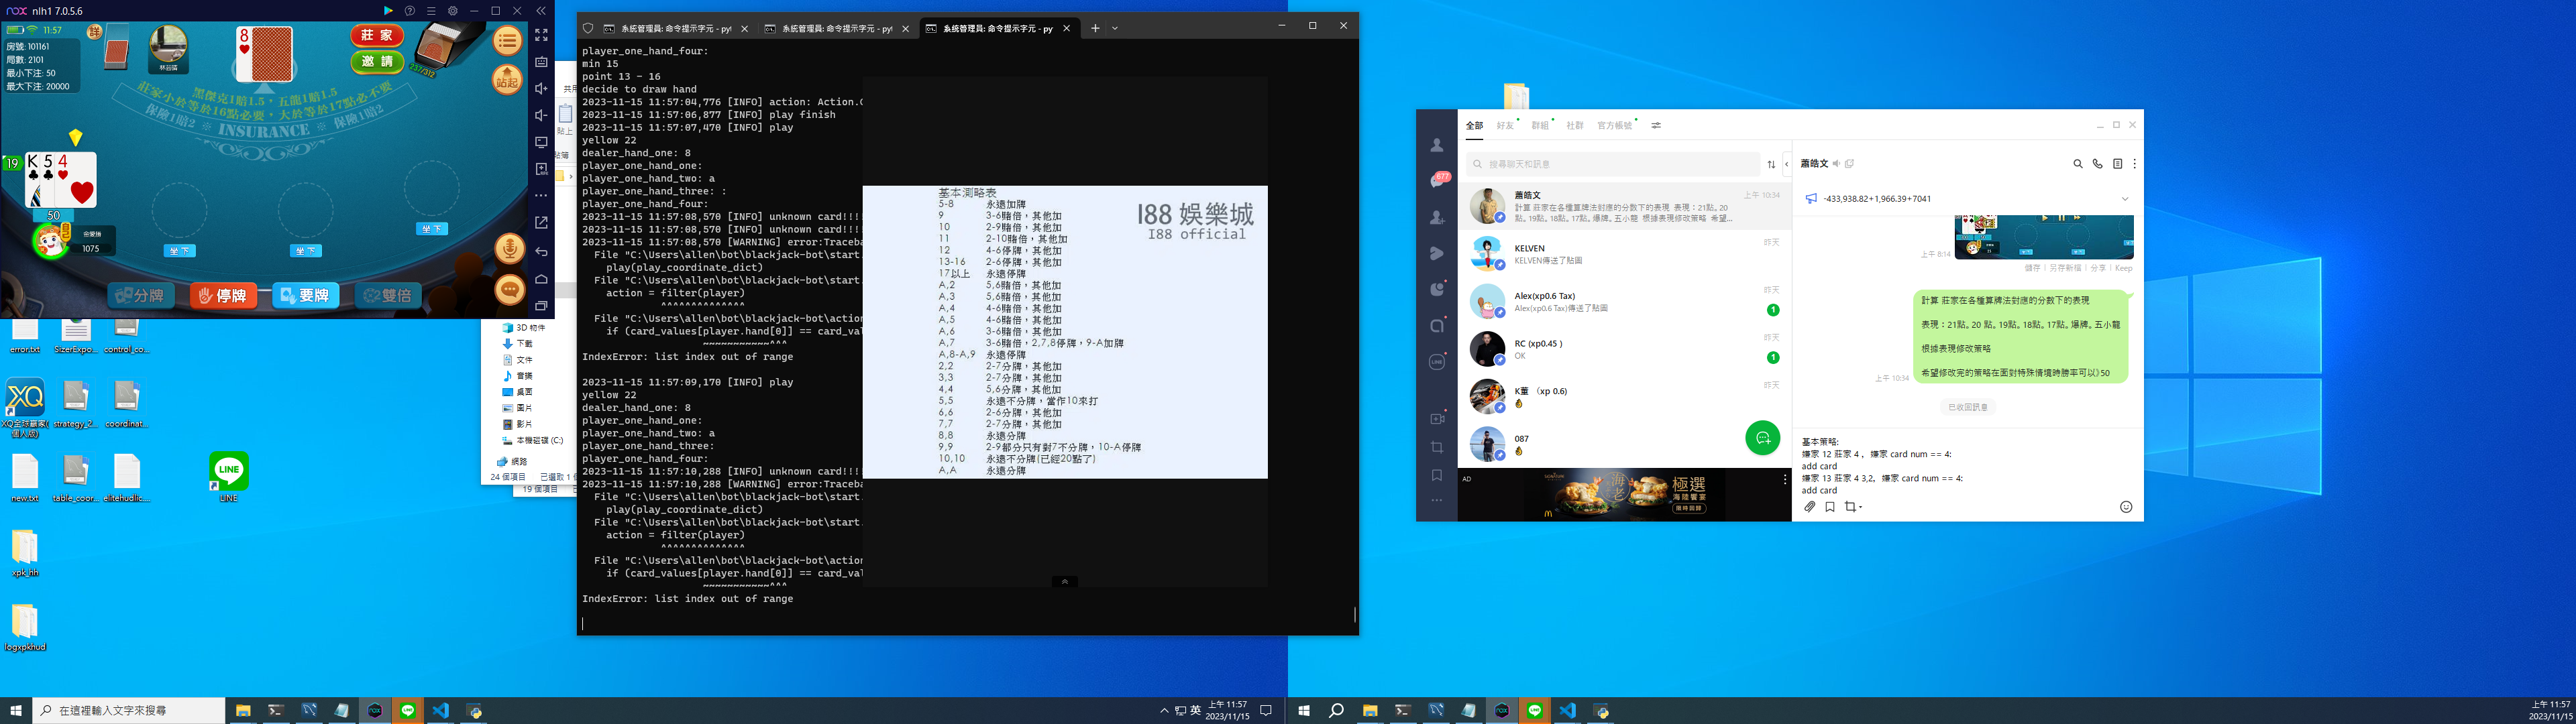 nox nlh1 7.0.5.6
11:57
房號: 101161
局數: 2101
最小下注: 50
最大下注: 20000
詳
8
莊 家
邀 請
257/312
站起
黑傑克1賠1.5，五龍1賠1.5
莊家小於等於16點必要，大於等於17點必不要
保險1賠2 ※ INSURANCE ※ 保險1賠2
19
K 5 4
50
自己
1075
坐 下
坐 下
坐 下
分牌
停牌
要牌
雙倍
error.txt
SizerExpo...
control_co...
XQ全球贏家(個人版)
strategy_2...
coordinat...
new.txt
table_coor...
elitehudlic....
LINE
xpk_hh
logxpkhud
3D 物件
下載
文件
音樂
桌面
圖片
影片
本機磁碟 (C:)
網路
24 個項目
已選取 1 個
19 個項目
系統管理員: 命令提示字元 - pyt
系統管理員: 命令提示字元 - pyt
系統管理員: 命令提示字元 - py
player_one_hand_four:
min 15
point 13 - 16
decide to draw hand
2023-11-15 11:57:04,776 [INFO] action: Action.C
2023-11-15 11:57:06,877 [INFO] play finish
2023-11-15 11:57:07,470 [INFO] play
yellow 22
dealer_hand_one: 8
player_one_hand_one:
player_one_hand_two: a
player_one_hand_three: :
player_one_hand_four:
2023-11-15 11:57:08,570 [INFO] unknown card!!!!
2023-11-15 11:57:08,570 [INFO] unknown card!!!!
2023-11-15 11:57:08,570 [WARNING] error:Traceba
File "C:\Users\allen\bot\blackjack-bot\start.
play(play_coordinate_dict)
File "C:\Users\allen\bot\blackjack-bot\start.
action = filter(player)
^^^^^^^^^^^^^^
File "C:\Users\allen\bot\blackjack-bot\action
if (card_values[player.hand[0]] == card_val
~~~~~~~~~~~^^^
IndexError: list index out of range
2023-11-15 11:57:09,170 [INFO] play
yellow 22
dealer_hand_one: 8
player_one_hand_one:
player_one_hand_two: a
player_one_hand_three:
player_one_hand_four:
2023-11-15 11:57:10,288 [INFO] unknown card!!!!
2023-11-15 11:57:10,288 [WARNING] error:Traceba
File "C:\Users\allen\bot\blackjack-bot\start.
play(play_coordinate_dict)
File "C:\Users\allen\bot\blackjack-bot\start.
action = filter(player)
^^^^^^^^^^^^^^
File "C:\Users\allen\bot\blackjack-bot\action
if (card_values[player.hand[0]] == card_val
~~~~~~~~~~~^^^
IndexError: list index out of range
基本測略表
5-8 永遠加牌
9 3-6賭倍，其他加
10 2-9賭倍，其他加
11 2-10賭倍，其他加
12 4-6停牌，其他加
13-16 2-6停牌，其他加
17以上 永遠停牌
A,2 5,6賭倍，其他加
A,3 5,6賭倍，其他加
A,4 4-6賭倍，其他加
A,5 4-6賭倍，其他加
A,6 3-6賭倍，其他加
A,7 3-6賭倍，2,7,8停牌，9-A加牌
A,8-A,9 永遠停牌
2,2 2-7分牌，其他加
3,3 2-7分牌，其他加
4,4 5,6分牌，其他加
5,5 永遠不分牌，當作10來打
6,6 2-6分牌，其他加
7,7 2-7分牌，其他加
8,8 永遠分牌
9,9 2-9都分只有對7不分牌，10-A停牌
10,10 永遠不分牌(已經20點了)
A,A 永遠分牌
I88 娛樂城
I88 official
677
全部 好友 群組 社群 官方帳號
搜尋聊天和訊息
蕭皓文 上午 10:34
計算 莊家在各種算牌法對應的分數下的表現 表現：21點。20
點。19點。18點。17點。爆牌。五小龍 根據表現修改策略 希望...
KELVEN 昨天
KELVEN傳送了貼圖
Alex(xp0.6 Tax) 昨天
Alex(xp0.6 Tax)傳送了貼圖 1
RC (xp0.45 ) 昨天
OK 1
K董 （xp 0.6) 昨天
087
AD
極選
海陸饗宴
限時回歸
蕭皓文
-433,938.82+1,966.39+7041
上午 8:14
儲存 | 另存新檔 | 分享 | Keep
計算 莊家在各種算牌法對應的分數下的表現
表現：21點。20 點。19點。18點。17點。爆牌。五小龍
根據表現修改策略
希望修改完的策略在面對特殊情境時勝率可以》50
上午 10:34
已收回訊息
基本策略:
嫌家 12 莊家 4 ，嫌家 card num == 4:
add card
嫌家 13 莊家 4 3,2，嫌家 card num == 4:
add card
在這裡輸入文字來搜尋
英
上午 11:57
2023/11/15
上午 11:57
2023/11/15